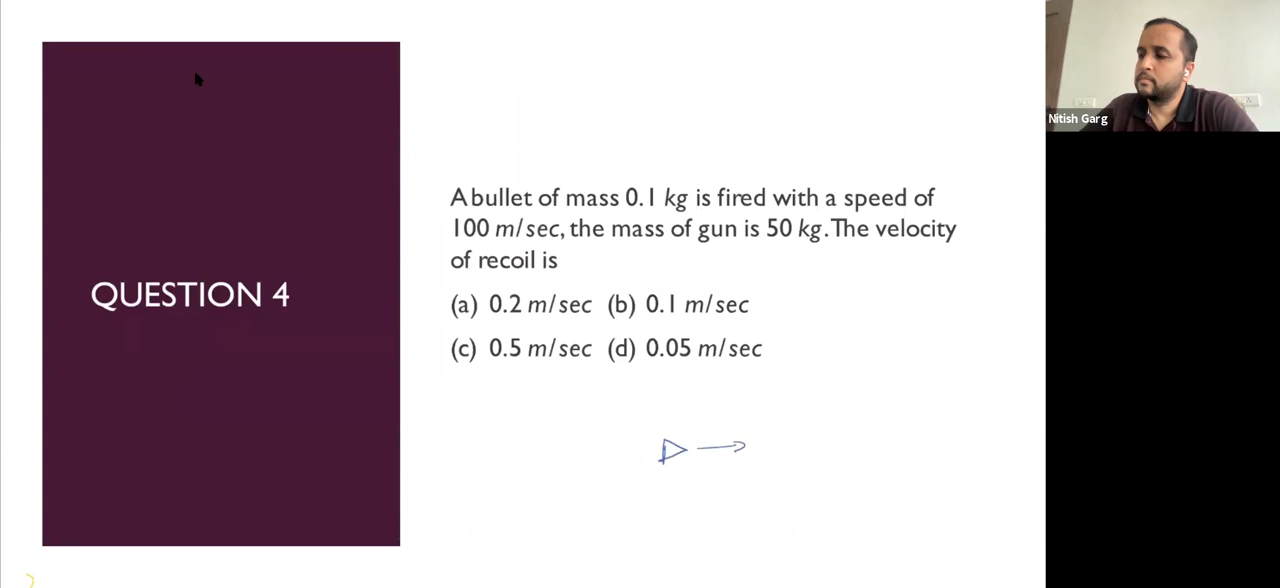 QUESTION 4
A bullet of mass 0.1 kg is fired with a speed of
100 m/sec, the mass of gun is 50 kg. The velocity
of recoil is
(a) 0.2 m/sec (b) 0.1 m/sec
(c) 0.5 m/sec (d) 0.05 m/sec
Nitish Garg